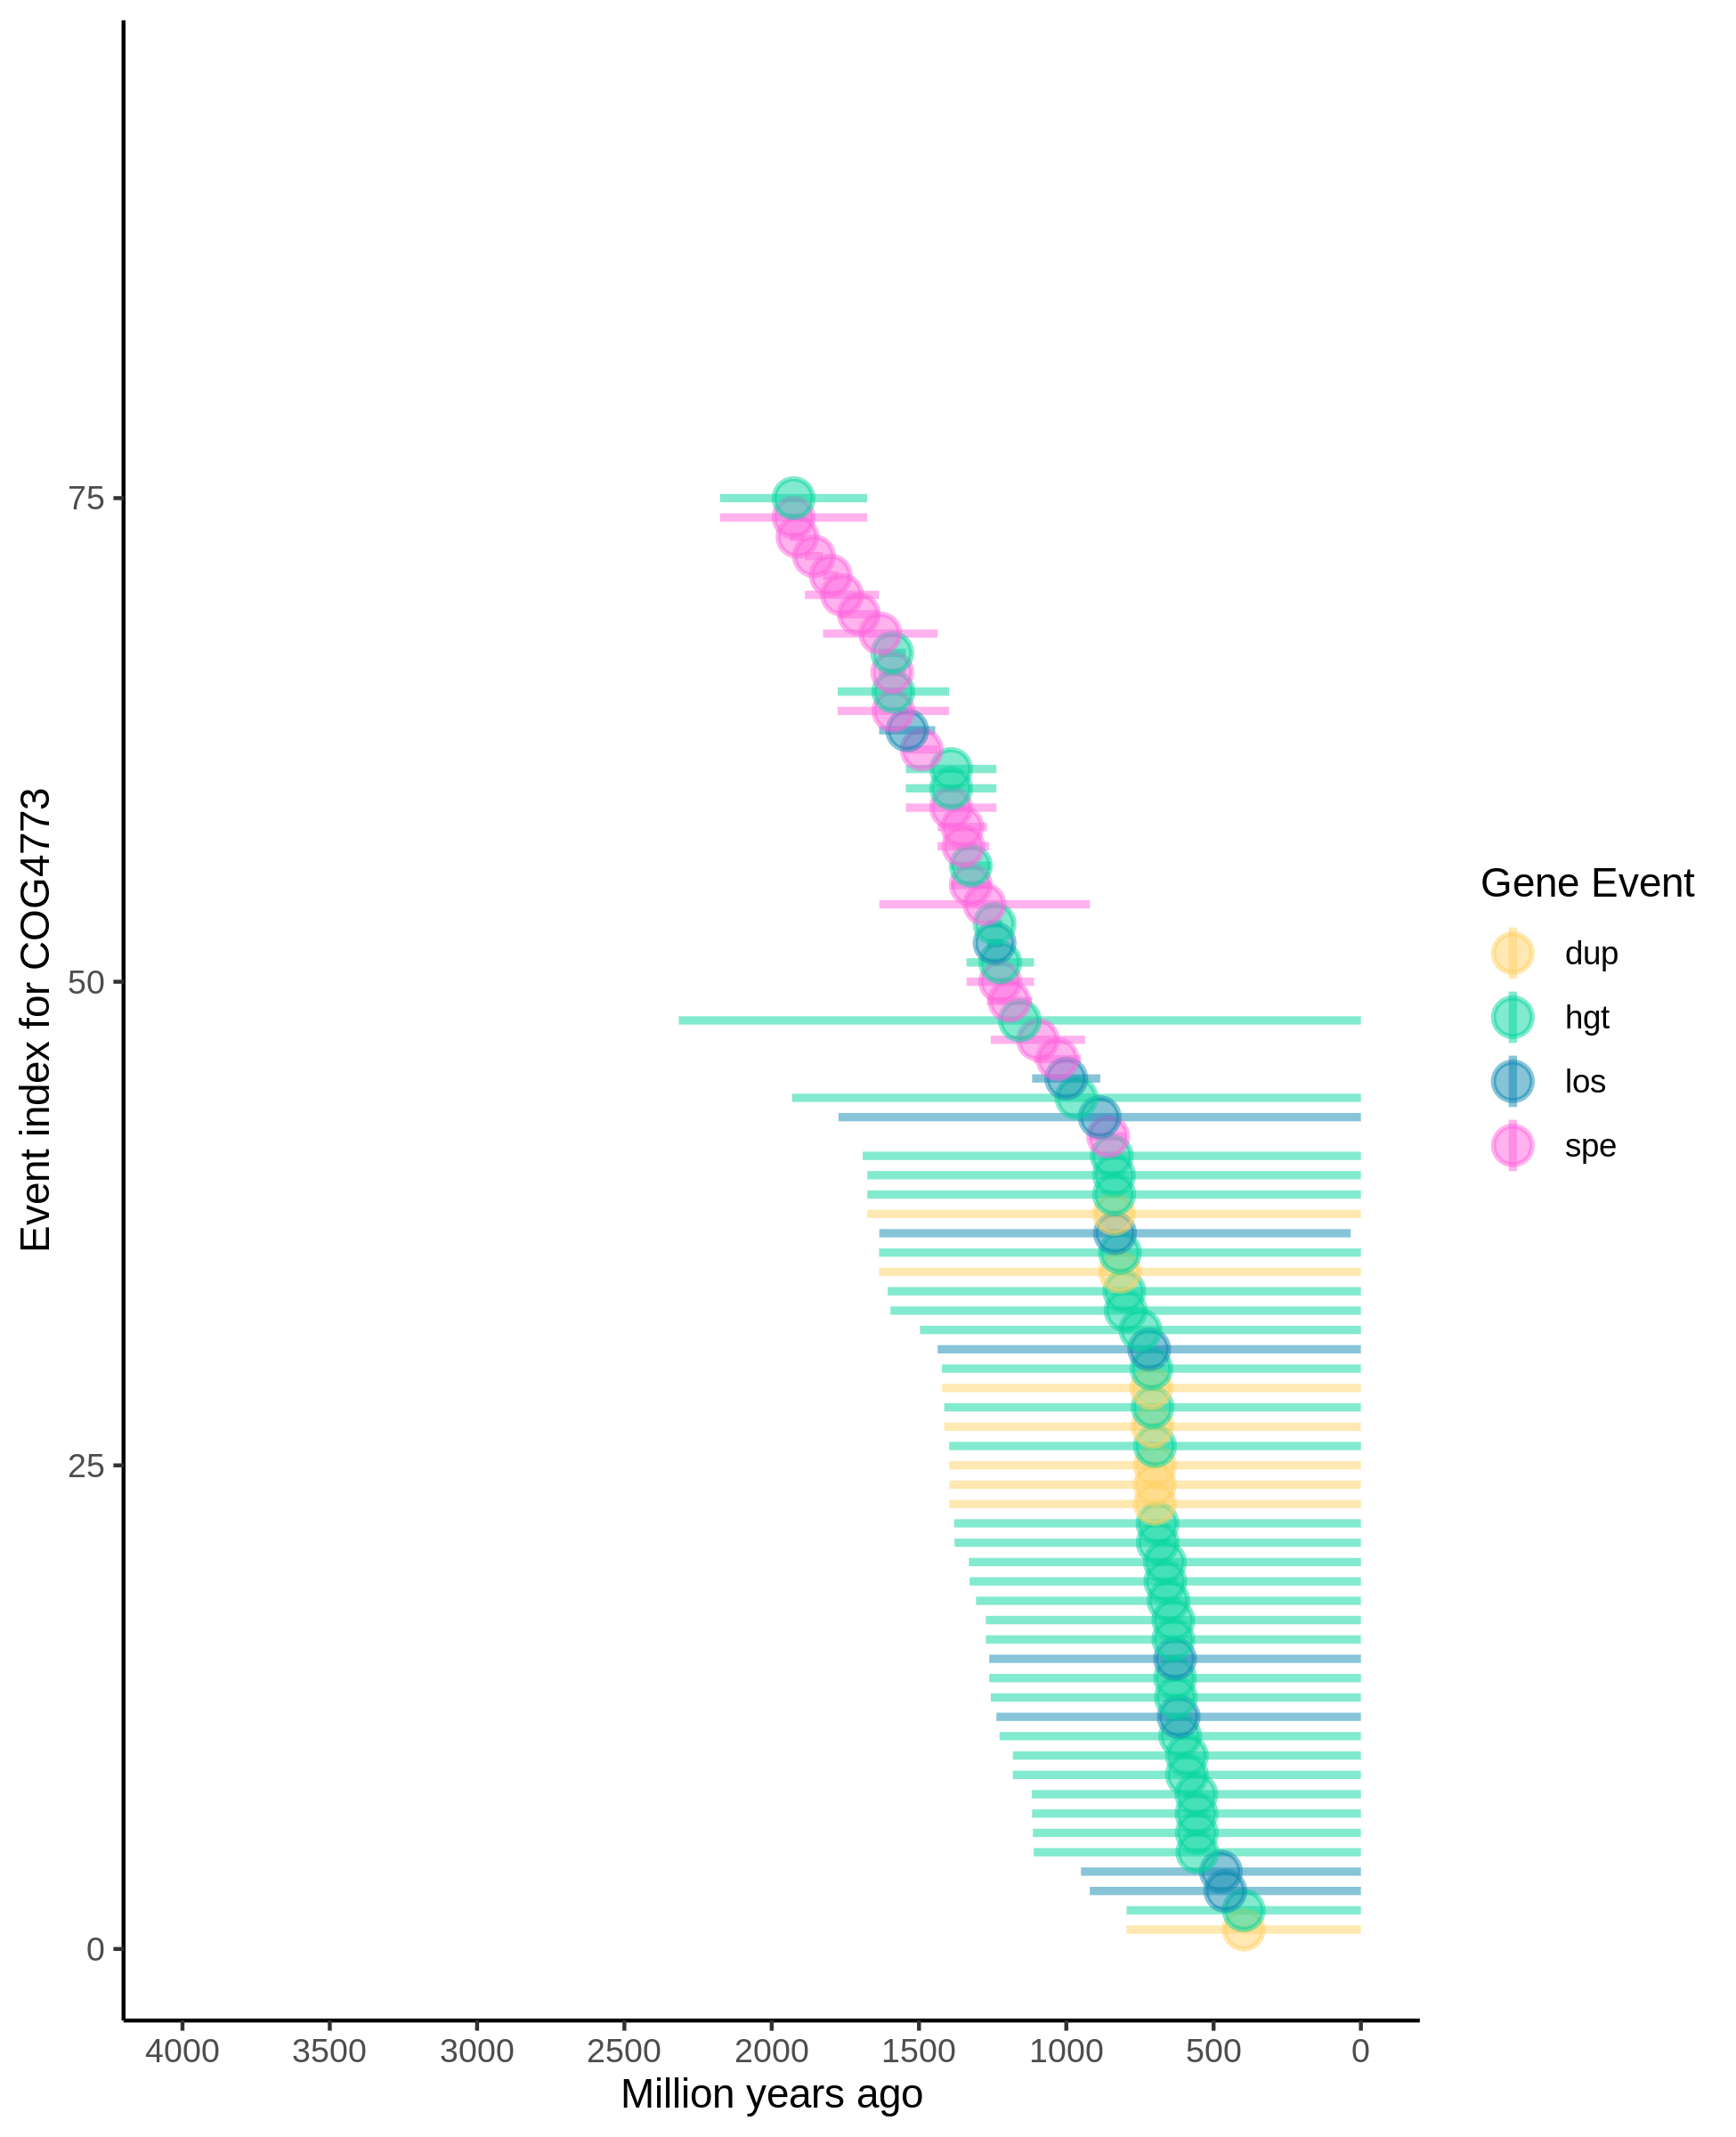 Event index for COG4773
75
50
25
0
4000 3500 3000 2500 2000 1500 1000 500 0
Million years ago
Gene Event
dup
hgt
los
spe